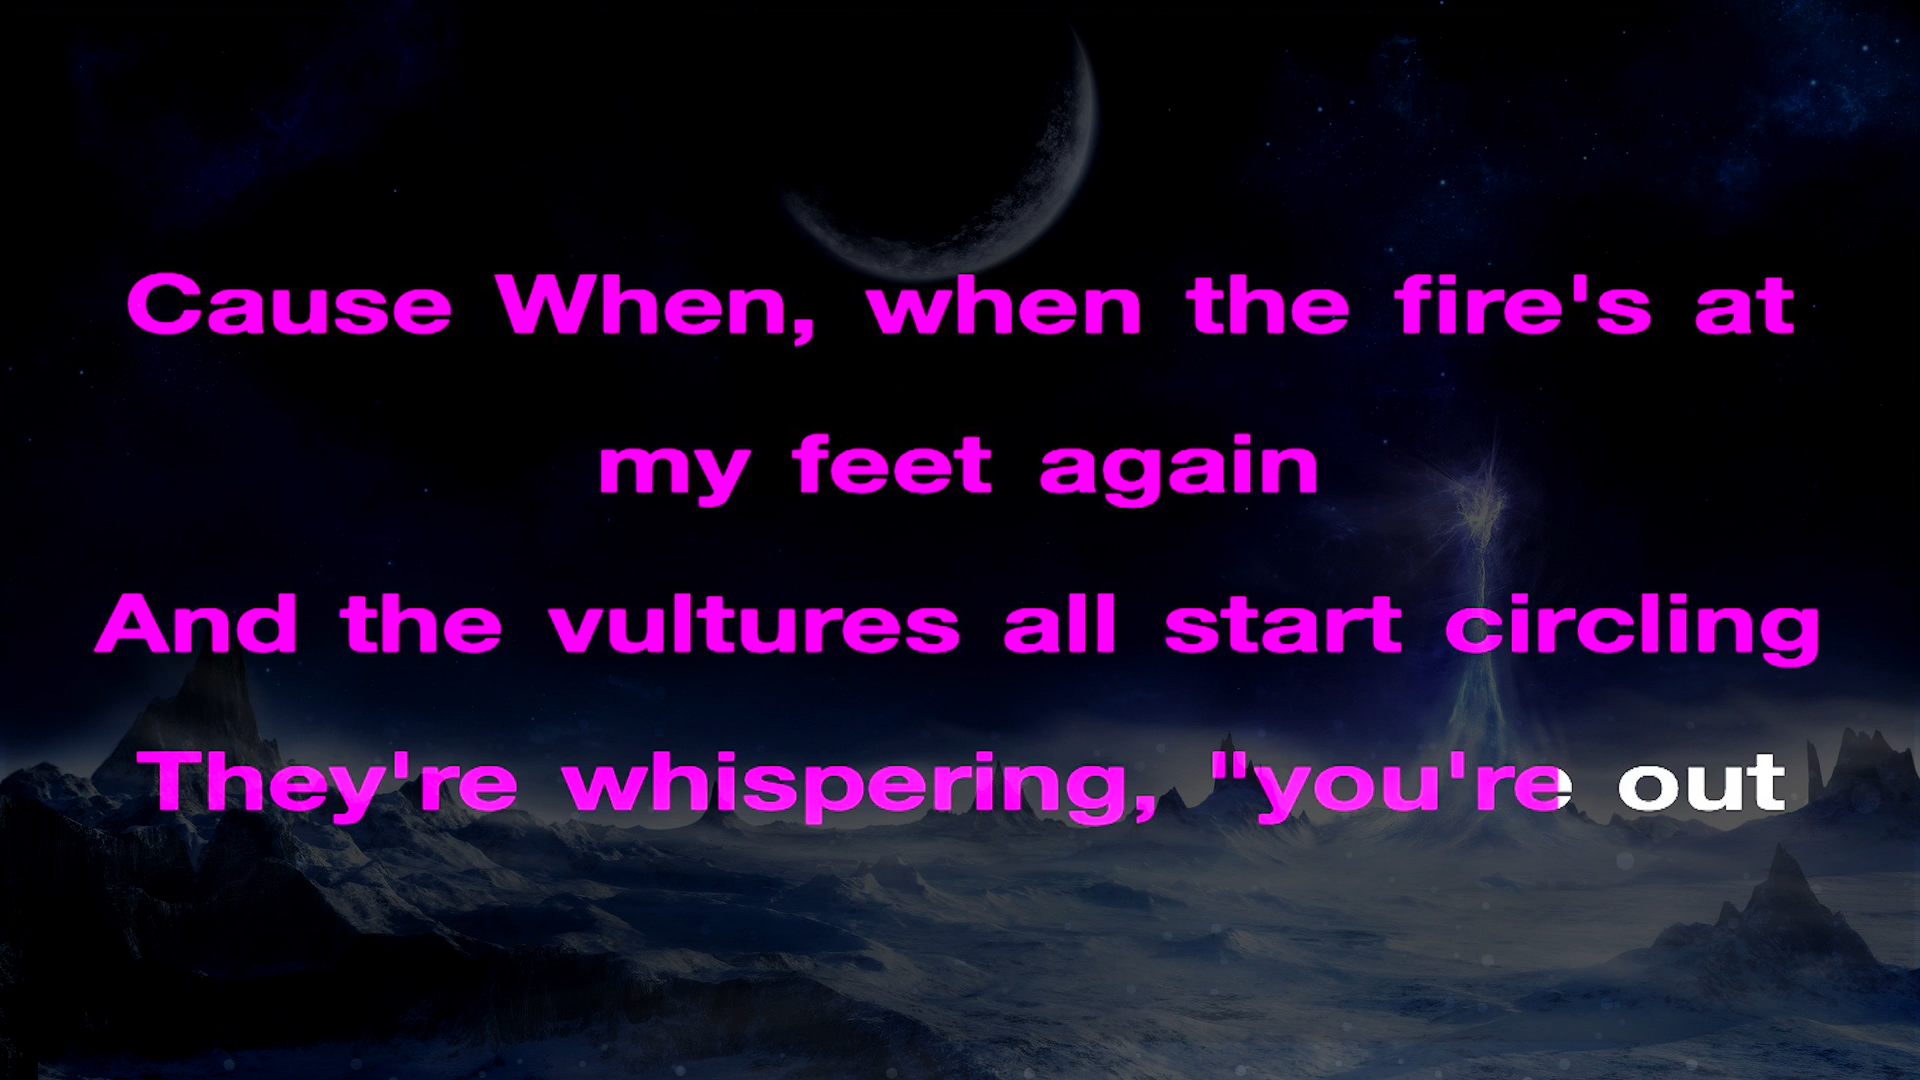 Cause When, when the fire's at
my feet again
And the vultures all start circling
They're whispering, "you're out